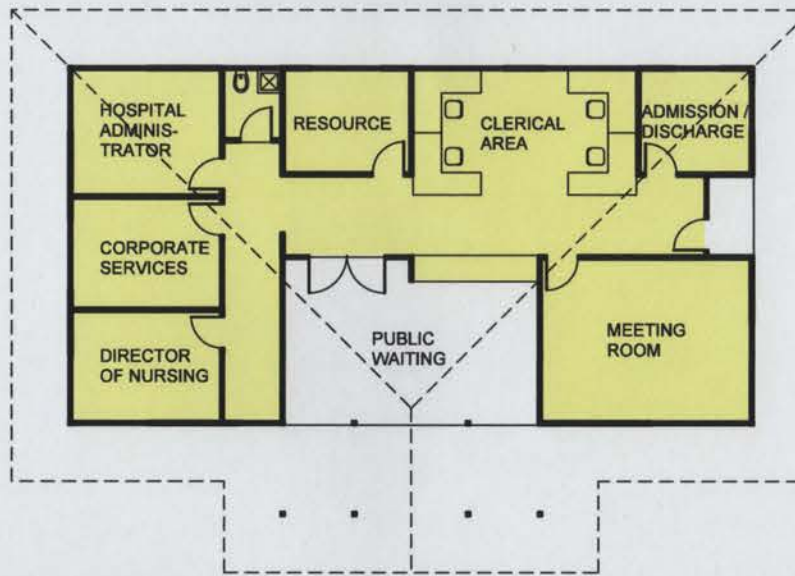 HOSPITAL
ADMINIS-
TRATOR
RESOURCE
CLERICAL
AREA
ADMISSION /
DISCHARGE
CORPORATE
SERVICES
DIRECTOR
OF NURSING
PUBLIC
WAITING
MEETING
ROOM